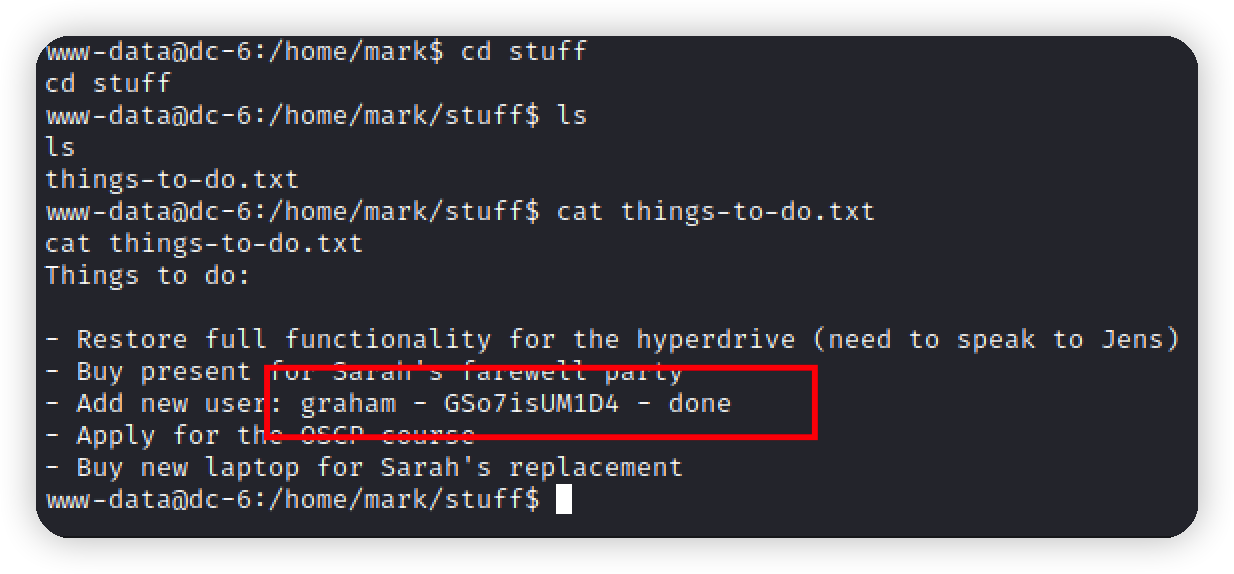 www-data@dc-6:/home/mark$ cd stuff
cd stuff
www-data@dc-6:/home/mark/stuff$ ls
ls
things-to-do.txt
www-data@dc-6:/home/mark/stuff$ cat things-to-do.txt
cat things-to-do.txt
Things to do:
- Restore full functionality for the hyperdrive (need to speak to Jens)
- Buy present for Sarah's farewell party
- Add new user: graham - GSo7isUM1D4 - done
- Apply for the OSCP course
- Buy new laptop for Sarah's replacement
www-data@dc-6:/home/mark/stuff$